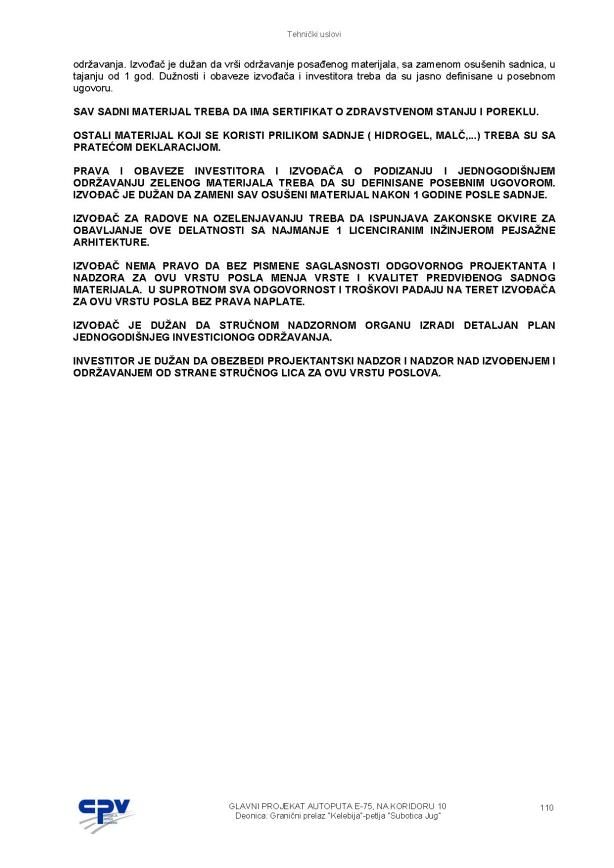 Tehnički uslovi
održavanja. Izvođač je dužan da vrši održavanje posađenog materijala, sa zamenom osušenih sadnica, u
tajanju od 1 god. Dužnosti i obaveze izvođača i investitora treba da su jasno definisane u posebnom
ugovoru.
SAV SADNI MATERIJAL TREBA DA IMA SERTIFIKAT O ZDRAVSTVENOM STANJU I POREKLU.
OSTALI MATERIJAL KOJI SE KORISTI PRILIKOM SADNJE ( HIDROGEL, MALČ,...) TREBA SU SA
PRATEĆOM DEKLARACIJOM.
PRAVA I OBAVEZE INVESTITORA I IZVOĐAČA O PODIZANJU I JEDNOGODIŠNJEM
ODRŽAVANJU ZELENOG MATERIJALA TREBA DA SU DEFINISANE POSEBNIM UGOVOROM.
IZVOĐAČ JE DUŽAN DA ZAMENI SAV OSUŠENI MATERIJAL NAKON 1 GODINE POSLE SADNJE.
IZVOĐAČ ZA RADOVE NA OZELENJAVANJU TREBA DA ISPUNJAVA ZAKONSKE OKVIRE ZA
OBAVLJANJE OVE DELATNOSTI SA NAJMANJE 1 LICENCIRANIM INŽINJEROM PEJSAŽNE
ARHITEKTURE.
IZVOĐAČ NEMA PRAVO DA BEZ PISMENE SAGLASNOSTI ODGOVORNOG PROJEKTANTA I
NADZORA ZA OVU VRSTU POSLA MENJA VRSTE I KVALITET PREDVIĐENOG SADNOG
MATERIJALA. U SUPROTNOM SVA ODGOVORNOST I TROŠKOVI PADAJU NA TERET IZVOĐAČA
ZA OVU VRSTU POSLA BEZ PRAVA NAPLATE.
IZVOĐAČ JE DUŽAN DA STRUČNOM NADZORNOM ORGANU IZRADI DETALJAN PLAN
JEDNOGODIŠNJEG INVESTICIONOG ODRŽAVANJA.
INVESTITOR JE DUŽAN DA OBEZBEDI PROJEKTANTSKI NADZOR I NADZOR NAD IZVOĐENJEM I
ODRŽAVANJEM OD STRANE STRUČNOG LICA ZA OVU VRSTU POSLOVA.
CPV
GLAVNI PROJEKAT AUTOPUTA E-75, NA KORIDORU 10
Deonica: Granični prelaz "Kelebija"-petlja "Subotica Jug"
110